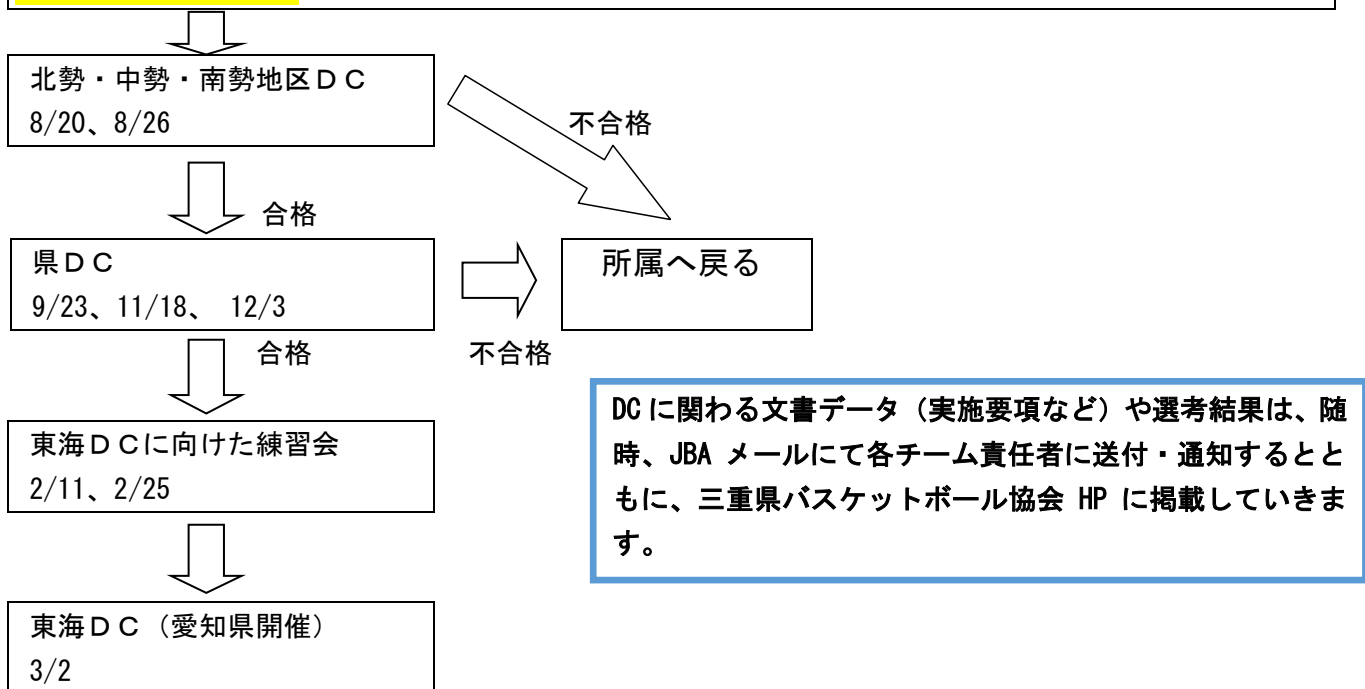 北勢・中勢・南勢地区ＤＣ
8/20、8/26
不合格
合格
県ＤＣ
9/23、11/18、 12/3
所属へ戻る
合格
不合格
東海ＤＣに向けた練習会
2/11、2/25
DC に関わる文書データ（実施要項など）や選考結果は、随
時、JBA メールにて各チーム責任者に送付・通知するとと
もに、三重県バスケットボール協会 HP に掲載していきま
す。
東海ＤＣ（愛知県開催）
3/2